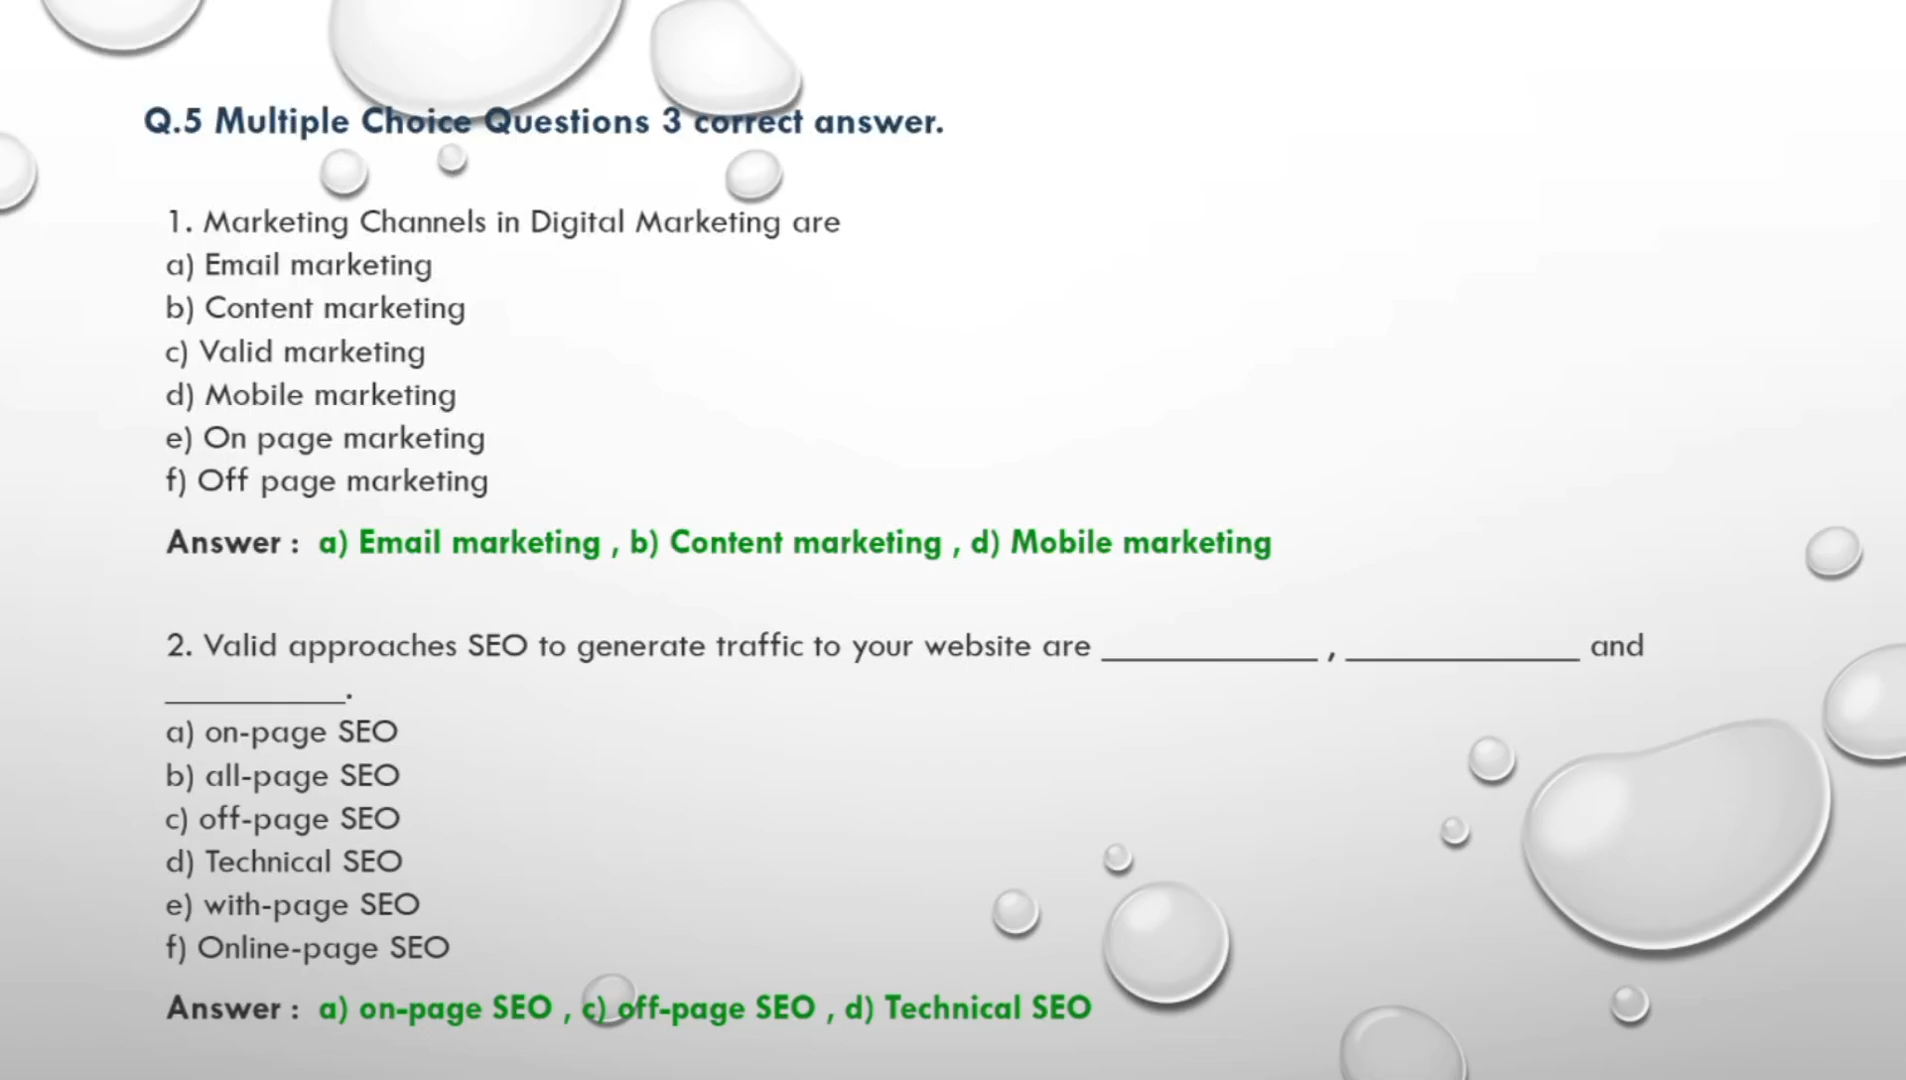 Q.5 Multiple Choice Questions 3 correct answer.
1. Marketing Channels in Digital Marketing are
a) Email marketing
b) Content marketing
c) Valid marketing
d) Mobile marketing
e) On page marketing
f) Off page marketing
Answer : a) Email marketing , b) Content marketing , d) Mobile marketing
2. Valid approaches SEO to generate traffic to your website are ____________ , _____________ and
__________.
a) on-page SEO
b) all-page SEO
c) off-page SEO
d) Technical SEO
e) with-page SEO
f) Online-page SEO
Answer : a) on-page SEO , c) off-page SEO , d) Technical SEO